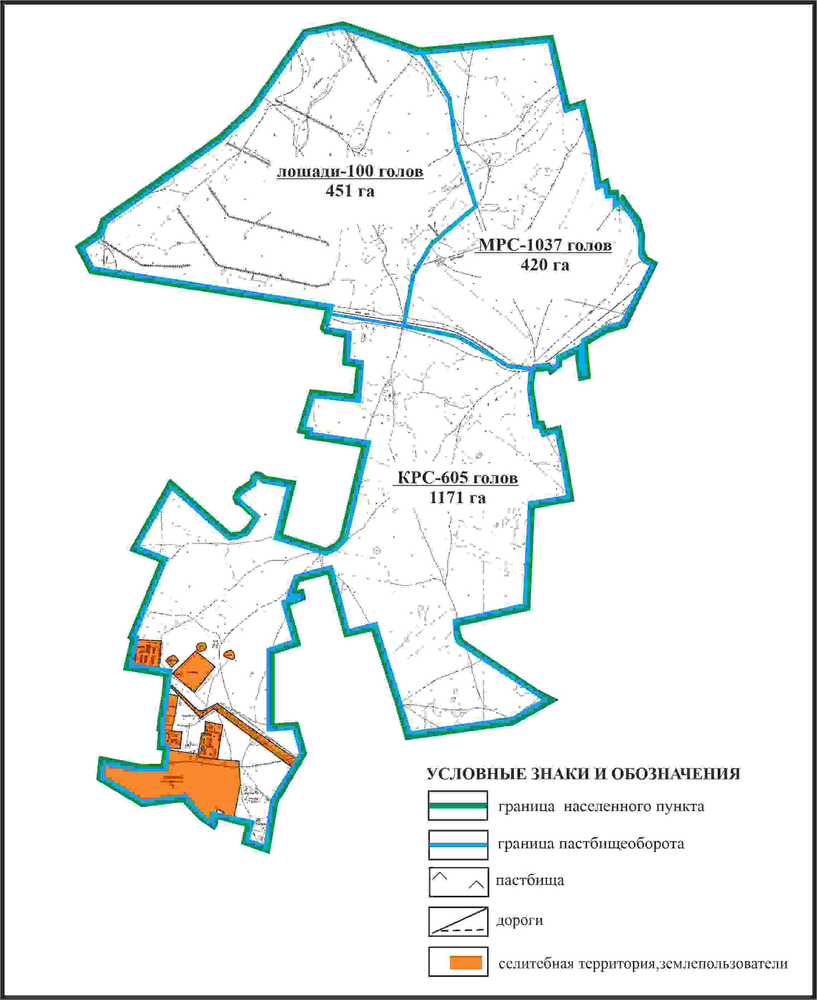 лошади-100 голов
451 га
МРС-1037 голов
420 га
КРС-605 голов
1171 га
УСЛОВНЫЕ ЗНАКИ И ОБОЗНАЧЕНИЯ
граница населенного пункта
граница пастбищеоборота
пастбища
дороги
селитебная территория,землепользователи